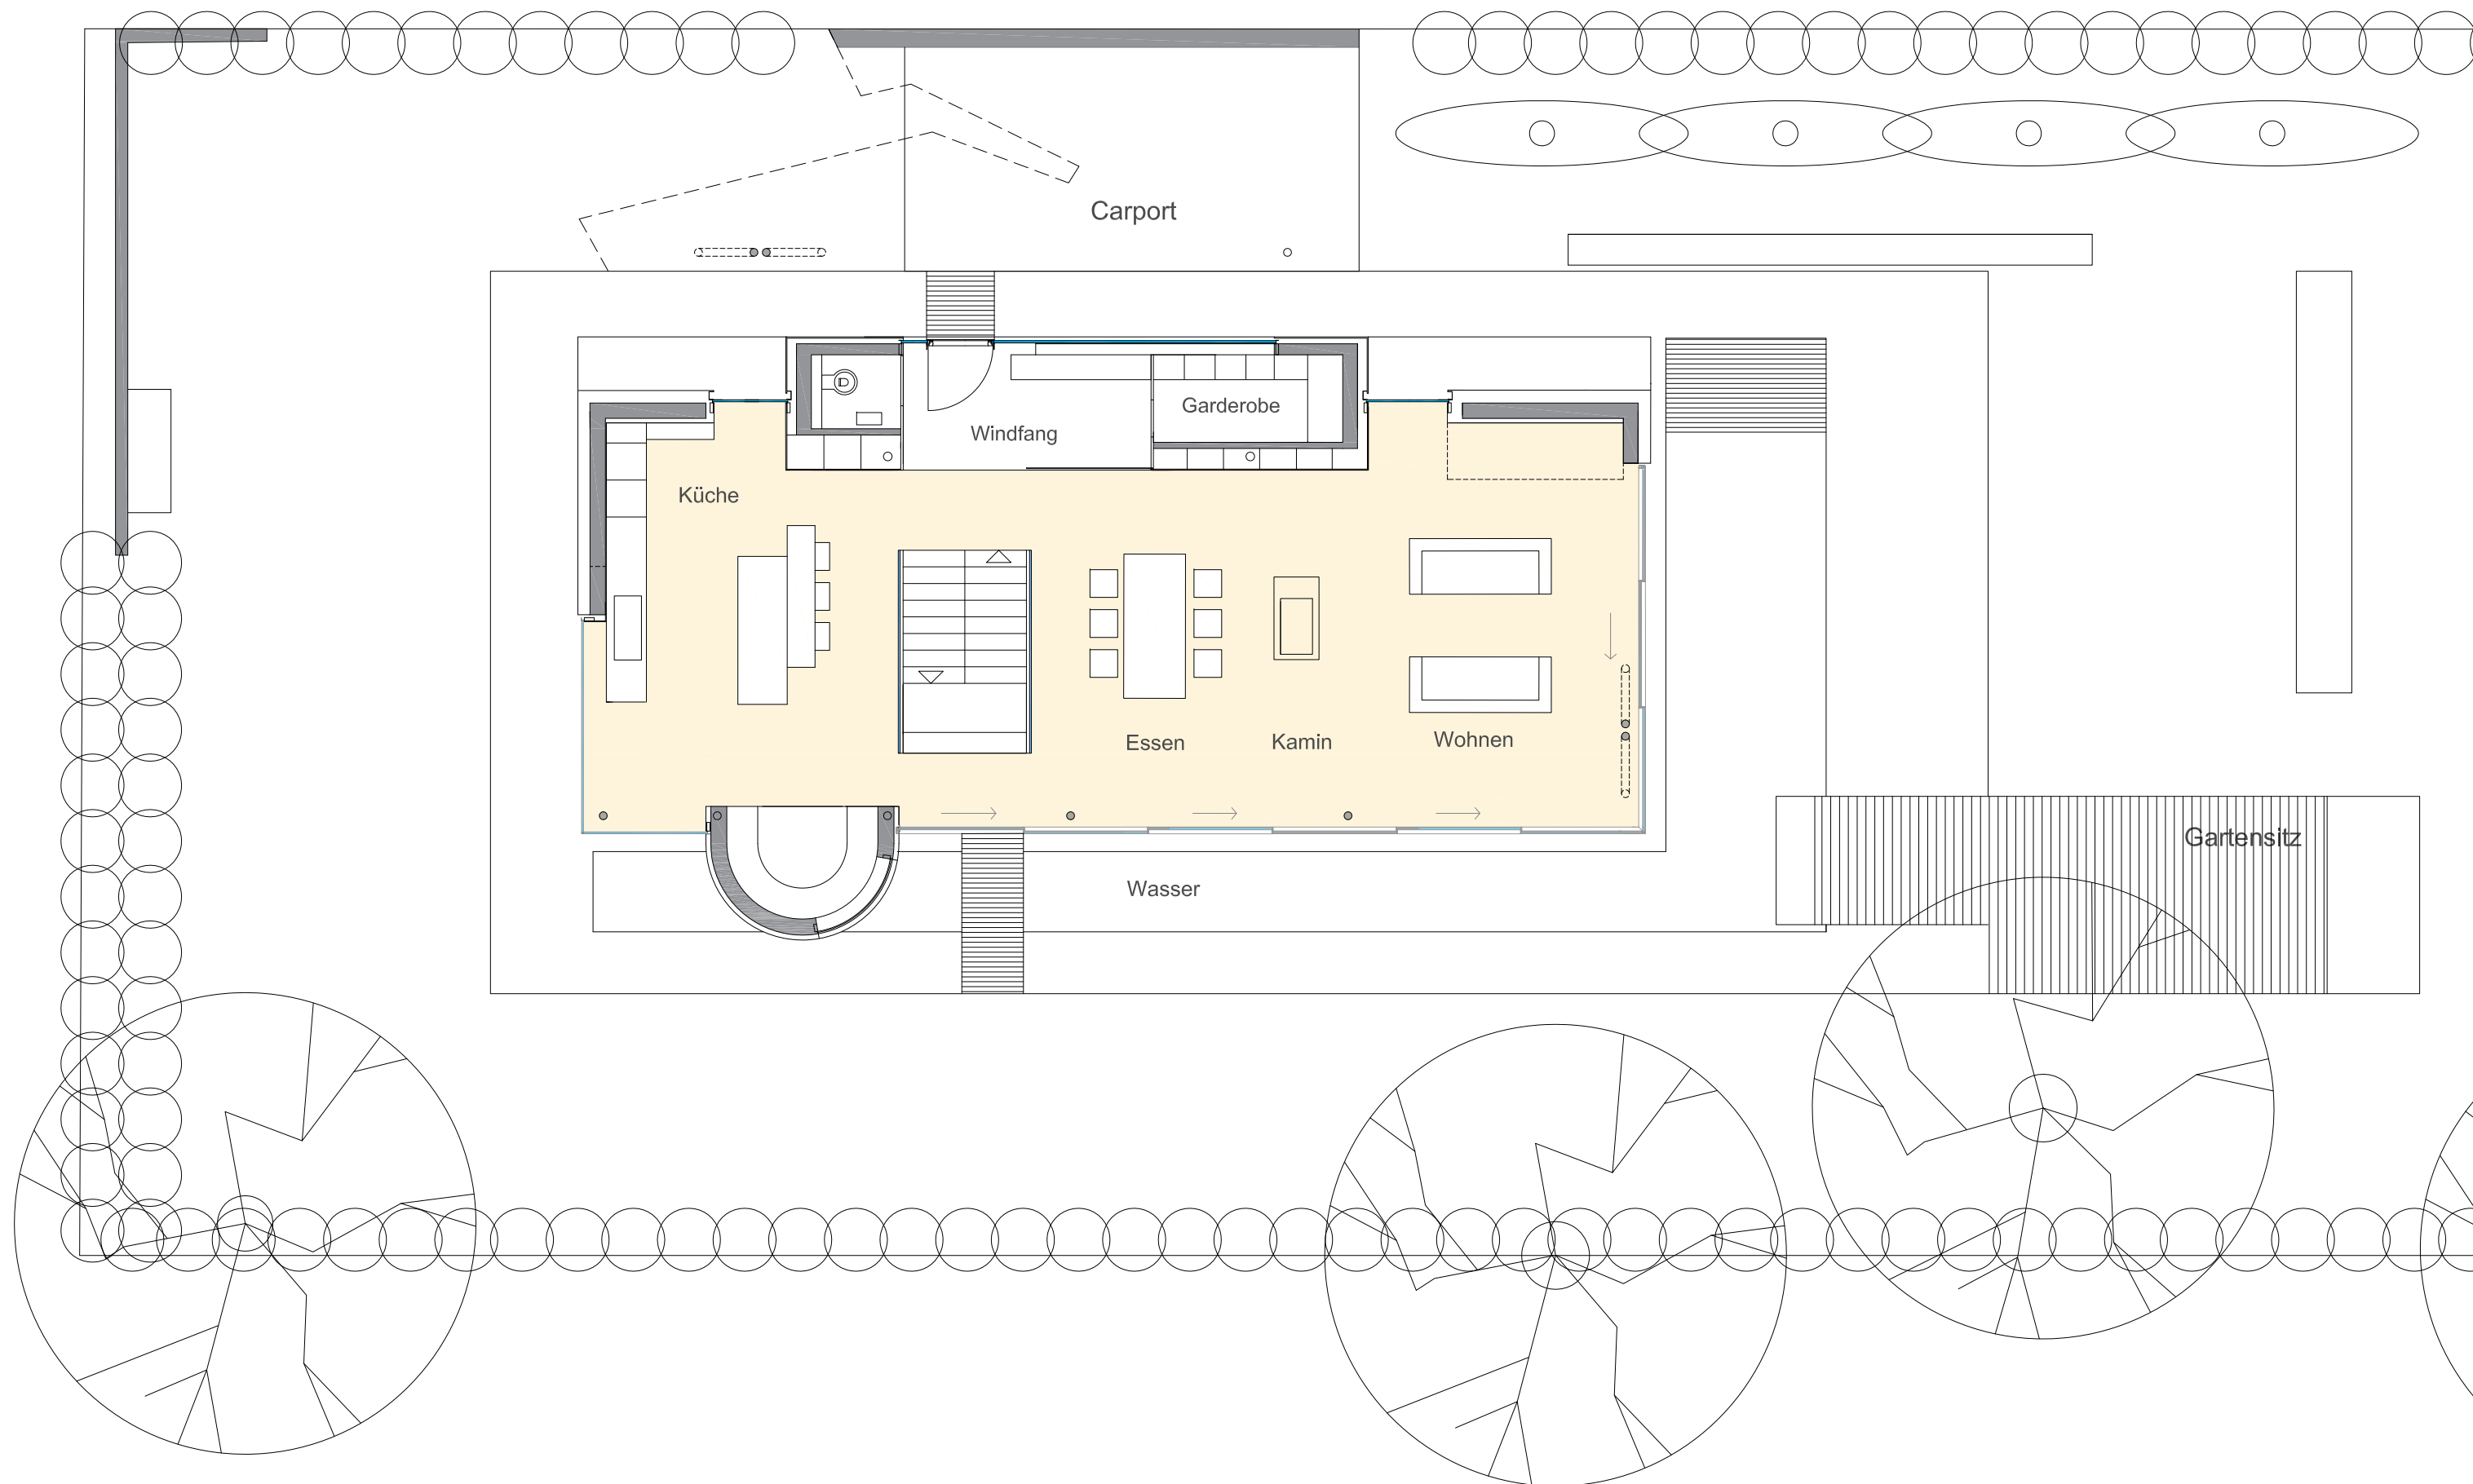 Carport
Garderobe
Windfang
Küche
Essen
Kamin
Wohnen
Gartensitz
Wasser